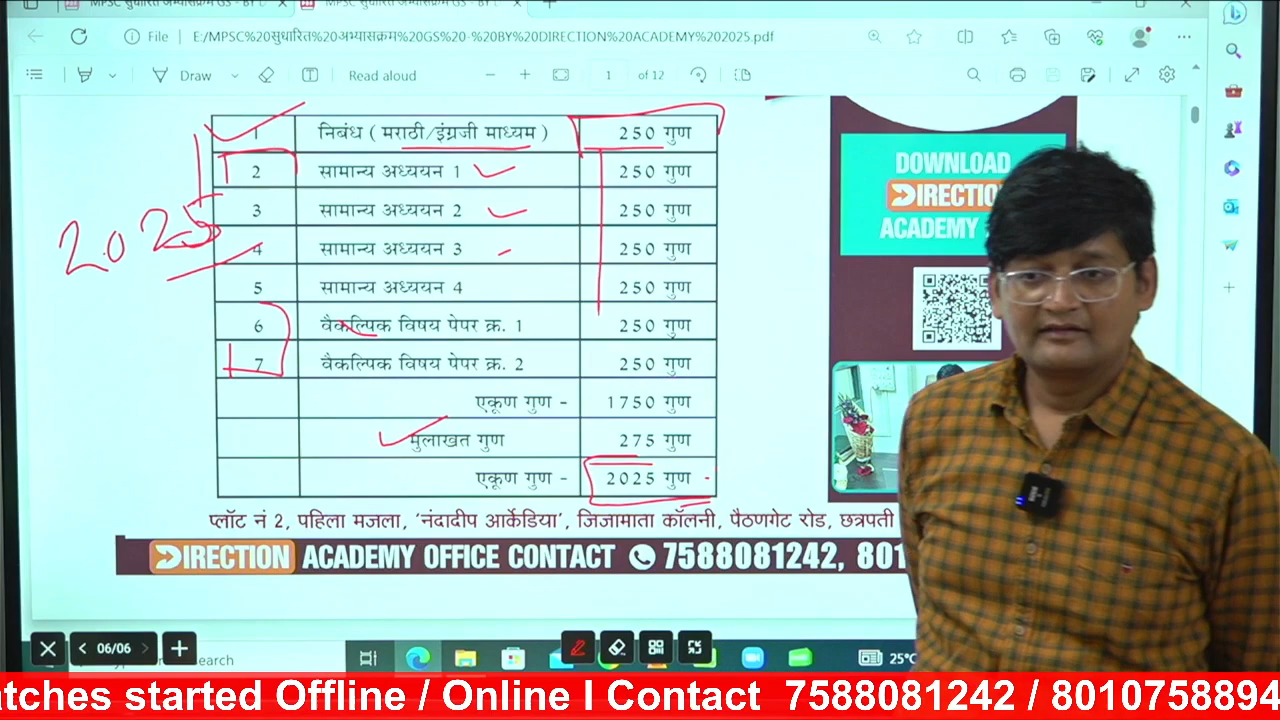 MPSC सुधारित अभ्यासक्रम GS - BY
MPSC सुधारित अभ्यासक्रम GS - BY
File E:/MPSC%20सुधारित%20अभ्यासक्रम%20GS%20-%20BY%20DIRECTION%20ACADEMY%202025.pdf
Draw Read aloud 1 of 12
1 निबंध ( मराठी/इंग्रजी माध्यम ) 250 गुण
2 सामान्य अध्ययन 1 250 गुण
3 सामान्य अध्ययन 2 250 गुण
4 सामान्य अध्ययन 3 250 गुण
5 सामान्य अध्ययन 4 250 गुण
6 वैकल्पिक विषय पेपर क्र. 1 250 गुण
7 वैकल्पिक विषय पेपर क्र. 2 250 गुण
एकूण गुण - 1750 गुण
मुलाखत गुण 275 गुण
एकूण गुण - 2025 गुण
2025
DOWNLOAD
DIRECTION
ACADEMY
प्लॉट नं 2, पहिला मजला, 'नंदादीप आर्केडिया', जिजामाता कॉलनी, पैठणगेट रोड, छत्रपती
DIRECTION ACADEMY OFFICE CONTACT 7588081242, 801
06/06
search
25°C
atches started Offline / Online I Contact 7588081242 / 8010758894